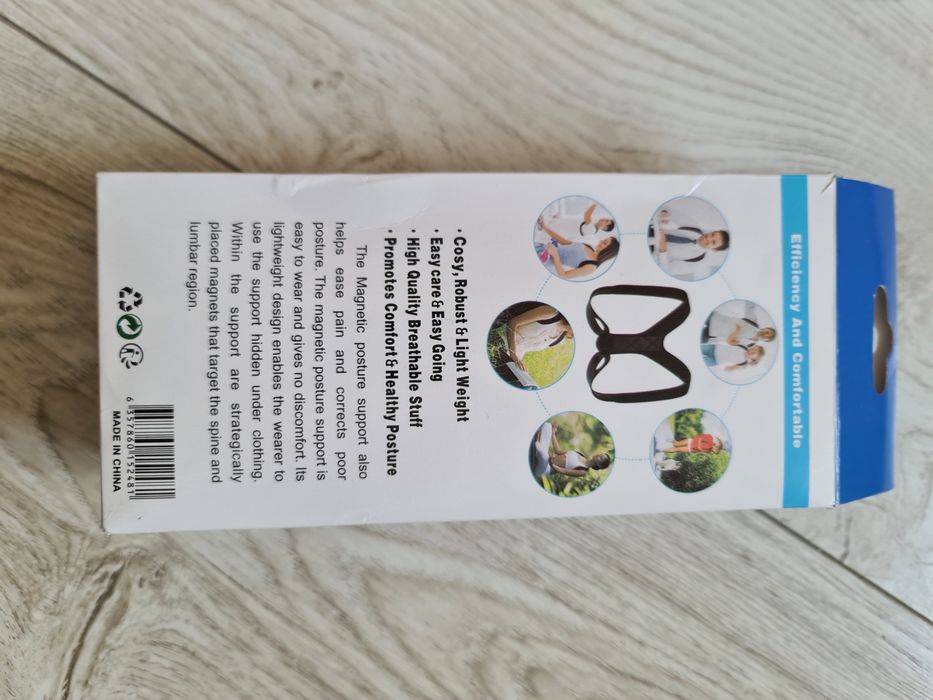 Efficiency And Comfortable
· Cosy, Robust & Light Weight
· Easy care & Easy Going
· High Quality Breathable Stuff
· Promotes Comfort & Healthy Posture
The Magnetic posture support also
helps ease pain and corrects poor
posture. The magnetic posture support is
easy to wear and gives no discomfort. Its
lightweight design enables the wearer to
use the support hidden under clothing.
Within the support are strategically
placed magnets that target the spine and
lumbar region.
6 357860 152481
MADE IN CHINA